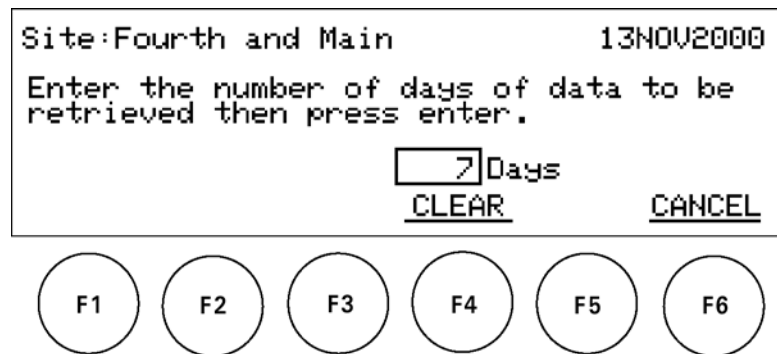 Site:Fourth and Main 13NOV2000
Enter the number of days of data to be
retrieved then press enter.
7 Days
CLEAR CANCEL
F1 F2 F3 F4 F5 F6